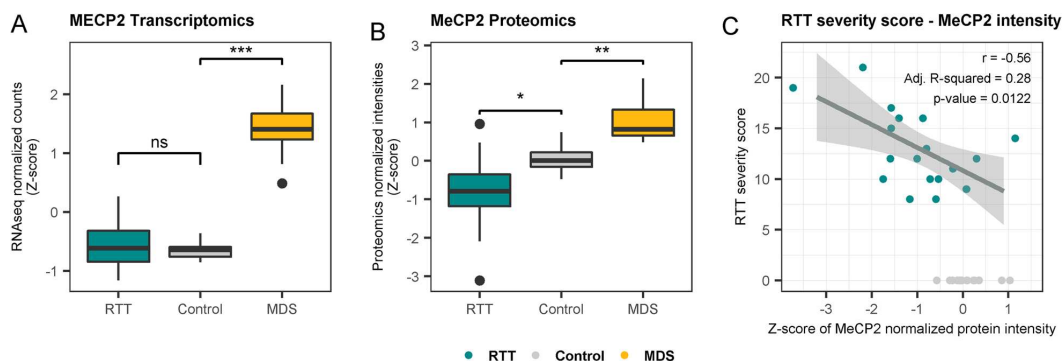 A
MECP2 Transcriptomics
***
ns
RNAseq normalized counts
(Z-score)
2
1
0
-1
RTT
Control
MDS
B
MeCP2 Proteomics
**
*
Proteomics normalized intensities
(Z-score)
3
2
1
0
-1
-2
-3
RTT
Control
MDS
C
RTT severity score - MeCP2 intensity
r = -0.56
Adj. R-squared = 0.28
p-value = 0.0122
RTT severity score
20
15
10
5
0
-3
-2
-1
0
1
Z-score of MeCP2 normalized protein intensity
RTT
Control
MDS